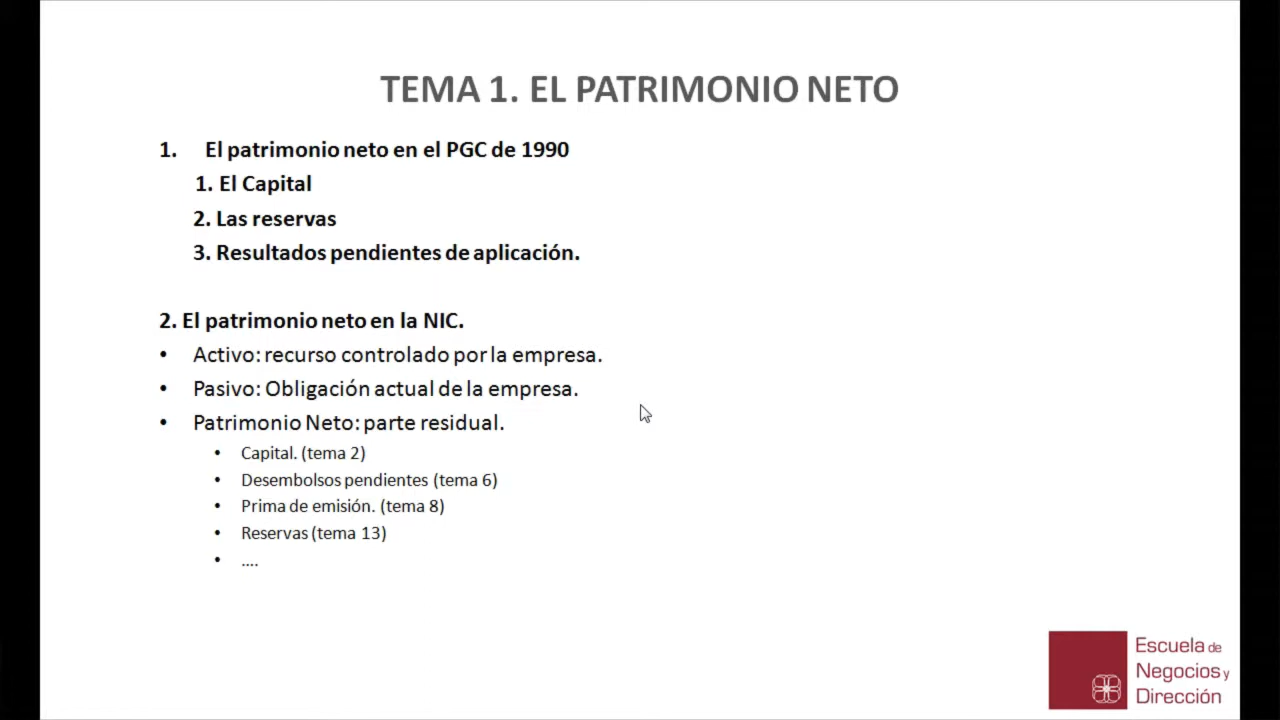 TEMA 1. EL PATRIMONIO NETO
1. El patrimonio neto en el PGC de 1990
1. El Capital
2. Las reservas
3. Resultados pendientes de aplicación.
2. El patrimonio neto en la NIC.
• Activo: recurso controlado por la empresa.
• Pasivo: Obligación actual de la empresa.
• Patrimonio Neto: parte residual.
• Capital. (tema 2)
• Desembolsos pendientes (tema 6)
• Prima de emisión. (tema 8)
• Reservas (tema 13)
• ....
Escuela de
Negocios y
Dirección